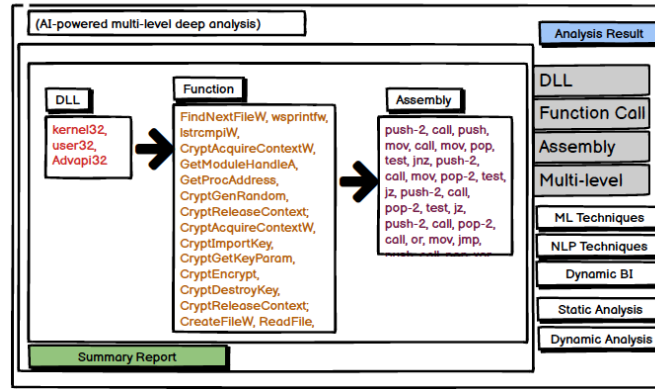 (AI-powered multi-level deep analysis)
Analysis Result
DLL
kernel32,
user32,
Advapi32
Function
FindNextFileW, wsprintfw,
lstrcmpiW,
CryptAcquireContextW,
GetModuleHandleA,
GetProcAddress,
CryptGenRandom,
CryptReleaseContext;
CryptAcquireContextW,
CryptImportKey,
CryptGetKeyParam,
CryptEncrypt,
CryptDestroyKey,
CryptReleaseContext;
CreateFileW, ReadFile,
Assembly
push-2, call, push,
mov, call, mov, pop,
test, jnz, push-2,
call, mov, pop-2, test,
jz, push-2, call,
pop-2, test, jz,
push-2, call, pop-2,
call, or, mov, jmp,
DLL
Function Call
Assembly
Multi-level
ML Techniques
NLP Techniques
Dynamic BI
Static Analysis
Dynamic Analysis
Summary Report